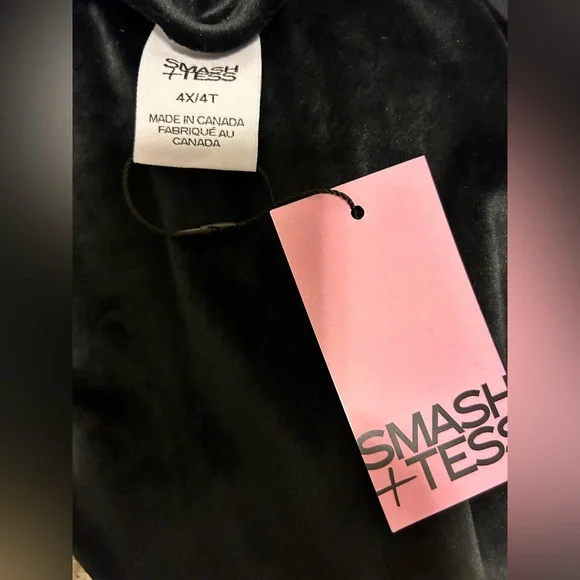 SMASH
+TESS
4X/4T
MADE IN CANADA
FABRIQUÉ AU
CANADA
SMASH
+TESS